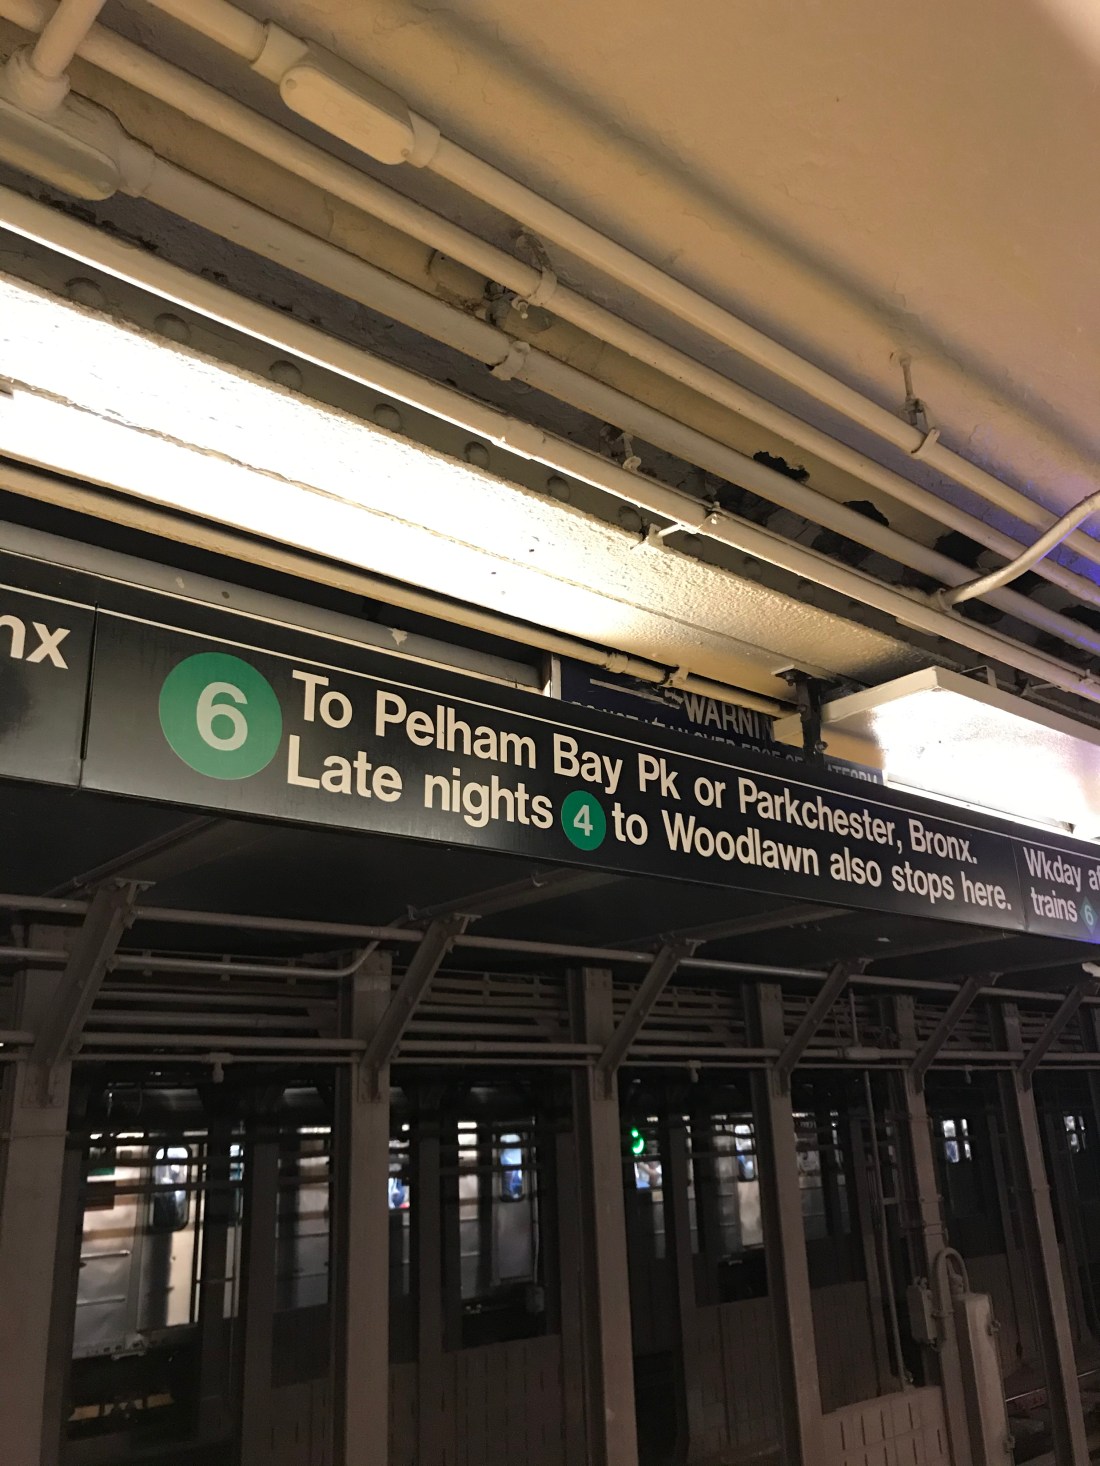 nx
6 To Pelham Bay Pk or Parkchester, Bronx.
Late nights 4 to Woodlawn also stops here.
Wkday
trains 6
WARNIN